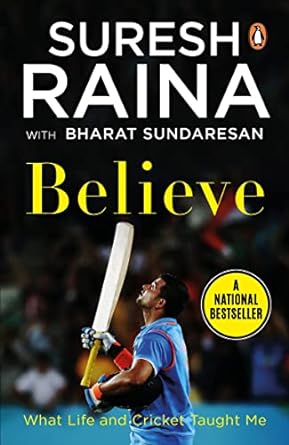 SURESH
RAINA
WITH BHARAT SUNDARESAN
Believe
A
NATIONAL
BESTSELLER
What Life and Cricket Taught Me